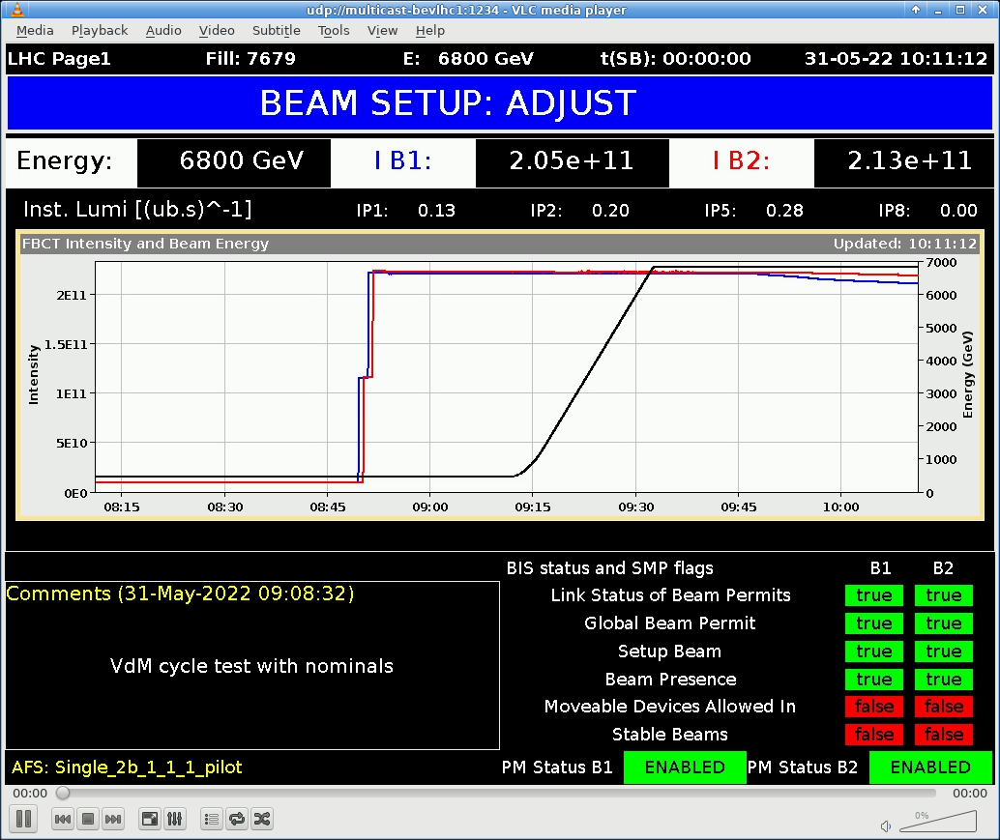 udp://multicast-bevlhc1:1234 - VLC media player
Media Playback Audio Video Subtitle Tools View Help
LHC Page1 Fill: 7679 E: 6800 GeV t(SB): 00:00:00 31-05-22 10:11:12
BEAM SETUP: ADJUST
Energy: 6800 GeV I B1: 2.05e+11 I B2: 2.13e+11
Inst. Lumi [(ub.s)^-1] IP1: 0.13 IP2: 0.20 IP5: 0.28 IP8: 0.00
FBCT Intensity and Beam Energy Updated: 10:11:12
7000
2E11 6000
5000
1.5E11
4000
1E11 3000
2000
5E10
1000
0E0 0
Intensity
Energy (GeV)
08:15 08:30 08:45 09:00 09:15 09:30 09:45 10:00
BIS status and SMP flags B1 B2
Comments (31-May-2022 09:08:32)
VdM cycle test with nominals
Link Status of Beam Permits true true
Global Beam Permit true true
Setup Beam true true
Beam Presence true true
Moveable Devices Allowed In false false
Stable Beams false false
AFS: Single_2b_1_1_1_pilot PM Status B1 ENABLED PM Status B2 ENABLED
00:00 00:00
0%